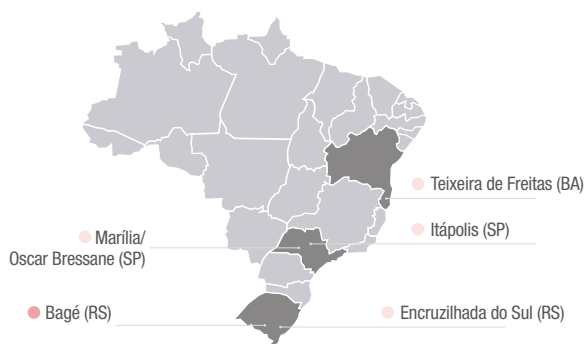 Teixeira de Freitas (BA)
Itápolis (SP)
Marília/
Oscar Bressane (SP)
Bagé (RS)
Encruzilhada do Sul (RS)